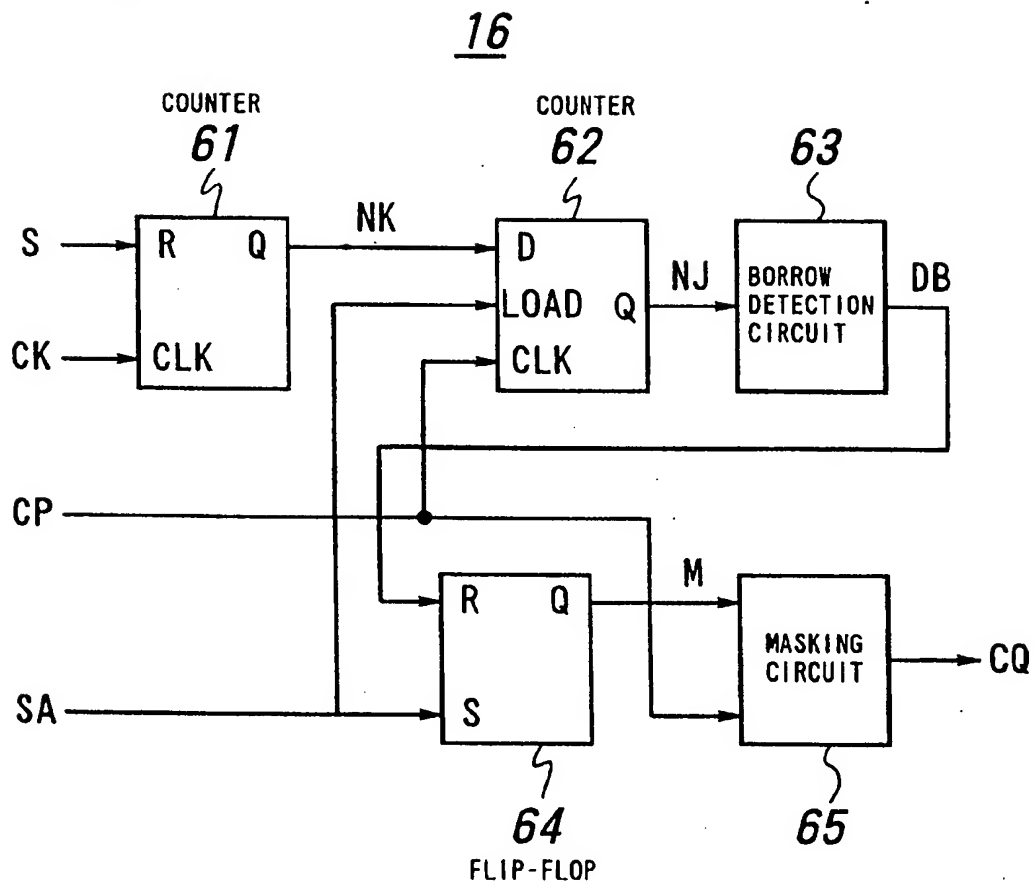 16
COUNTER
61
COUNTER
62
63
S
R Q
NK
D
NJ
BORROW
DETECTION
CIRCUIT
DB
LOAD Q
CK
CLK
CLK
CP
R Q
M
MASKING
CIRCUIT
CQ
SA
S
64
FLIP-FLOP
65